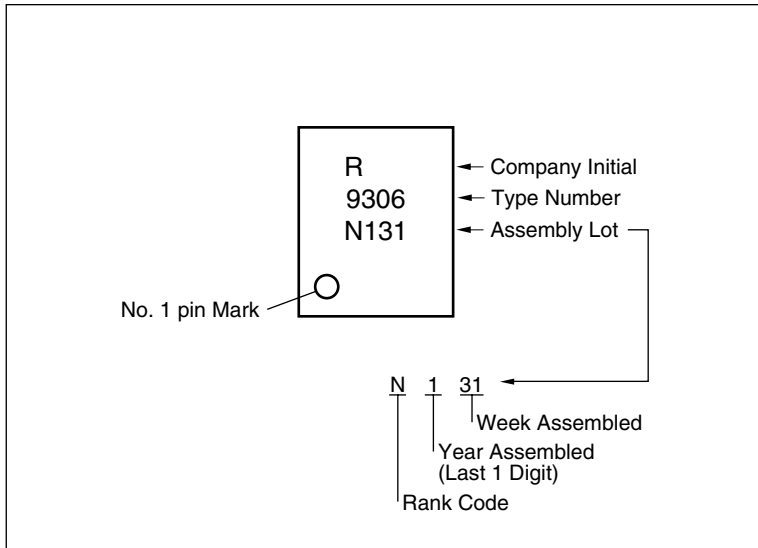 R
9306
N131
Company Initial
Type Number
Assembly Lot
No. 1 pin Mark
N 1 31
Week Assembled
Year Assembled
(Last 1 Digit)
Rank Code